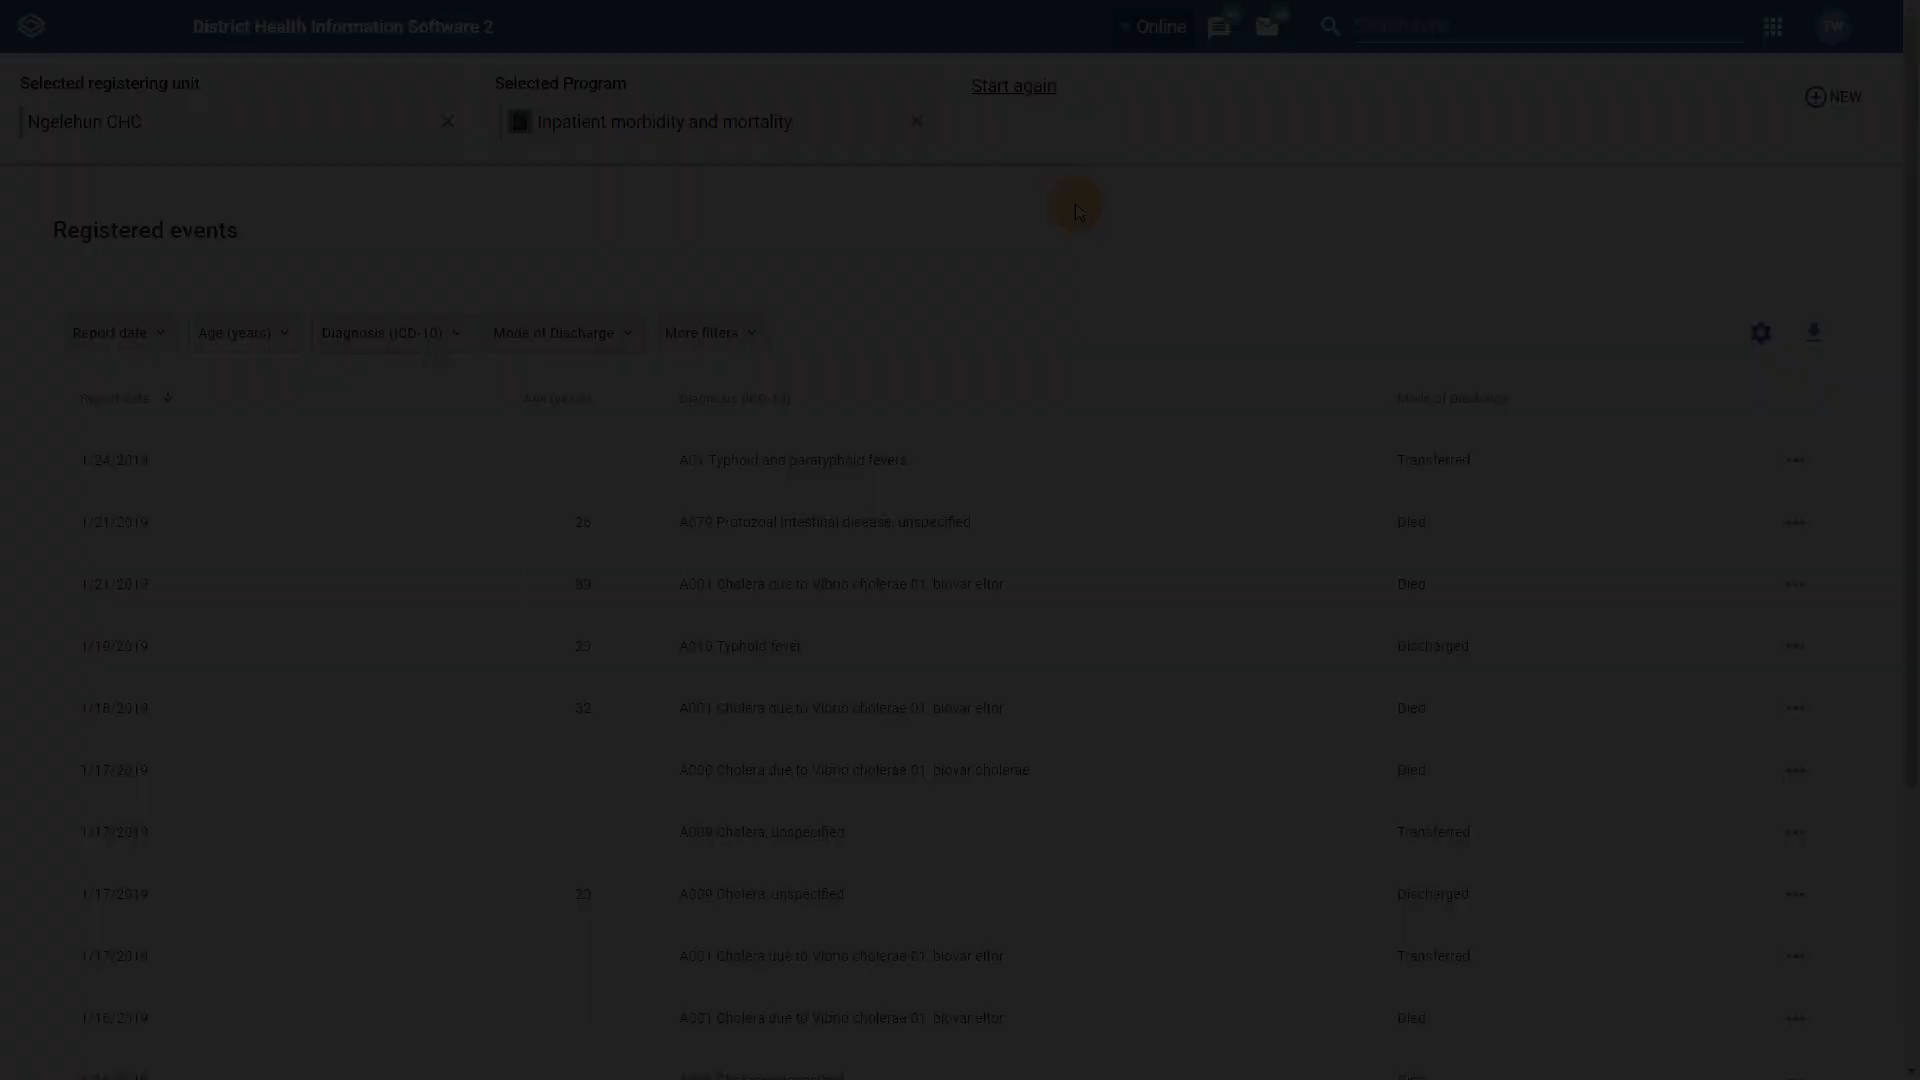 District Health Information Software 2
Online
TW
Selected registering unit
Selected Program
Start again
Ngelehun CHC
Inpatient morbidity and mortality
NEW
Registered events
Report date
Age (years)
Diagnosis (ICD-10)
Mode of Discharge
More filters
Report date Age (years) Diagnosis (ICD-10) Mode of Discharge
1/24/2019 A01 Typhoid and paratyphoid fevers Transferred
1/21/2019 A079 Protozoal intestinal disease, unspecified Died
1/21/2019 89 A001 Cholera due to Vibrio cholerae 01, biovar eltor Died
1/19/2019 A010 Typhoid fever Discharged
1/18/2019 32 A001 Cholera due to Vibrio cholerae 01, biovar eltor Died
1/17/2019 A000 Cholera due to Vibrio cholerae 01, biovar cholerae Died
1/17/2019 A009 Cholera, unspecified Transferred
1/17/2019 A009 Cholera, unspecified Discharged
1/17/2019 A001 Cholera due to Vibrio cholerae 01, biovar eltor Transferred
1/16/2019 A001 Cholera due to Vibrio cholerae 01, biovar eltor Died